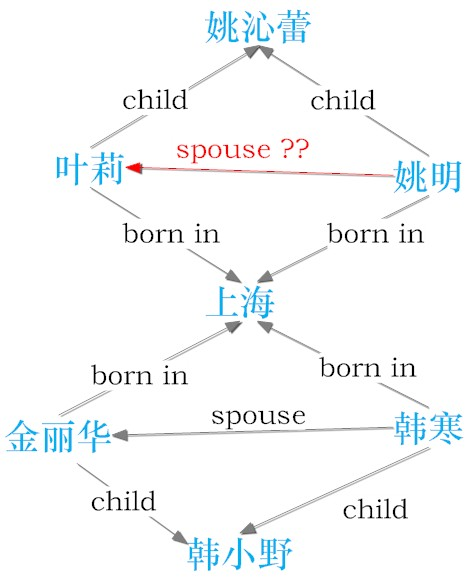 姚沁蕾
child
child
spouse ??
叶莉
姚明
born in
born in
上海
born in
born in
spouse
金丽华
韩寒
child
child
韩小野